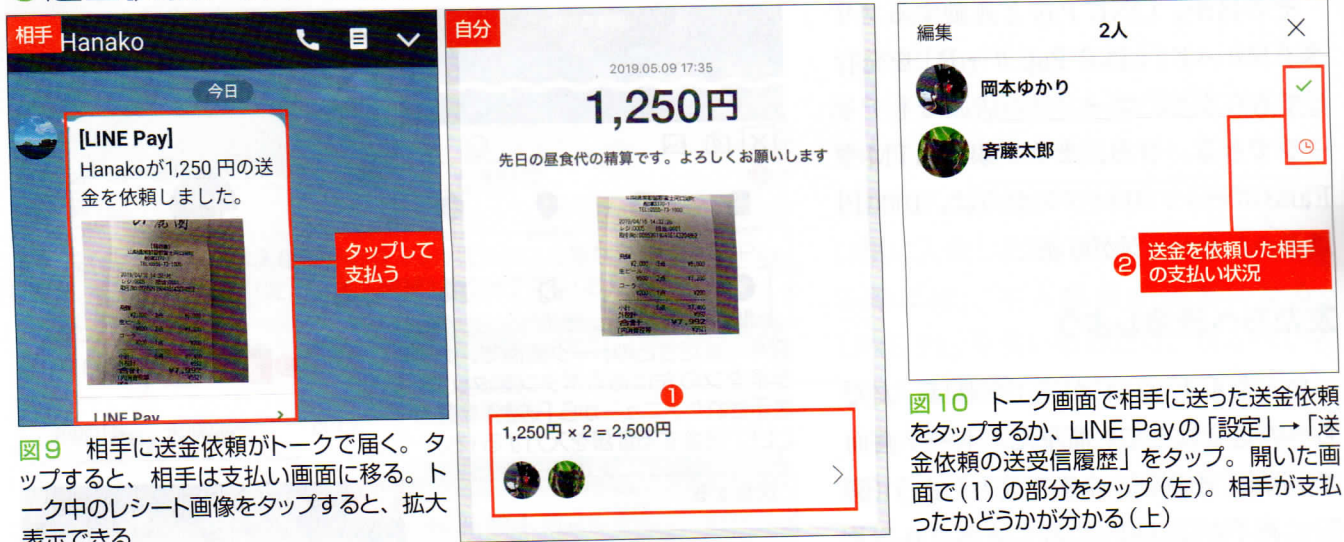 相手
Hanako
今日
[LINE Pay]
Hanakoが1,250 円の送
金を依頼しました。
タップして
支払う
LINE Pay
図9 相手に送金依頼がトークで届く。タ
ップすると、相手は支払い画面に移る。ト
ーク中のレシート画像をタップすると、拡大
表示できる
自分
2019.05.09 17:35
1,250円
先日の昼食代の精算です。よろしくお願いします
¥7,992
❶
1,250円 × 2 = 2,500円
編集
2人
岡本ゆかり
斉藤太郎
❷ 送金を依頼した相手
の支払い状況
図10 トーク画面で相手に送った送金依頼
をタップするか、LINE Payの「設定」→「送
金依頼の送受信履歴」をタップ。開いた画
面で(1)の部分をタップ(左)。相手が支払
ったかどうかが分かる(上)